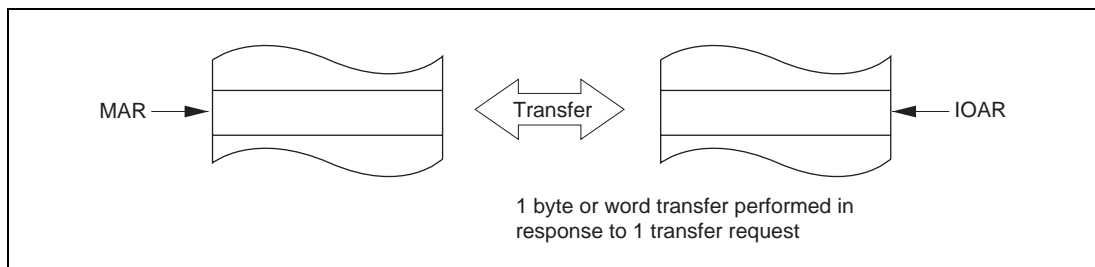 MAR
Transfer
IOAR
1 byte or word transfer performed in
response to 1 transfer request